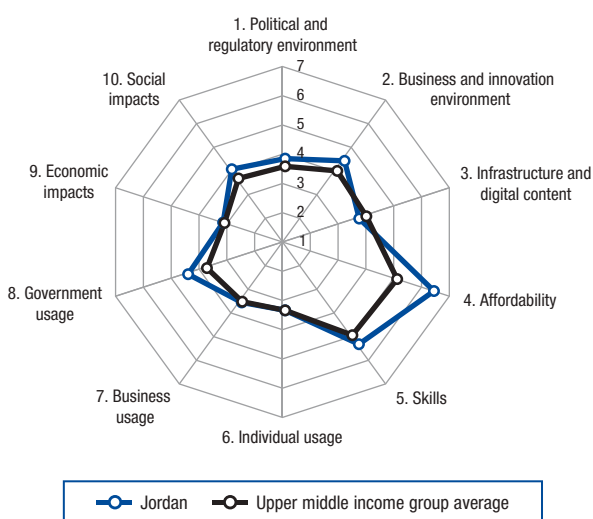 1. Political and
regulatory environment
2. Business and innovation
environment
3. Infrastructure and
digital content
4. Affordability
5. Skills
6. Individual usage
7. Business
usage
8. Government
usage
9. Economic
impacts
10. Social
impacts
7
6
5
4
3
2
1
Jordan
Upper middle income group average